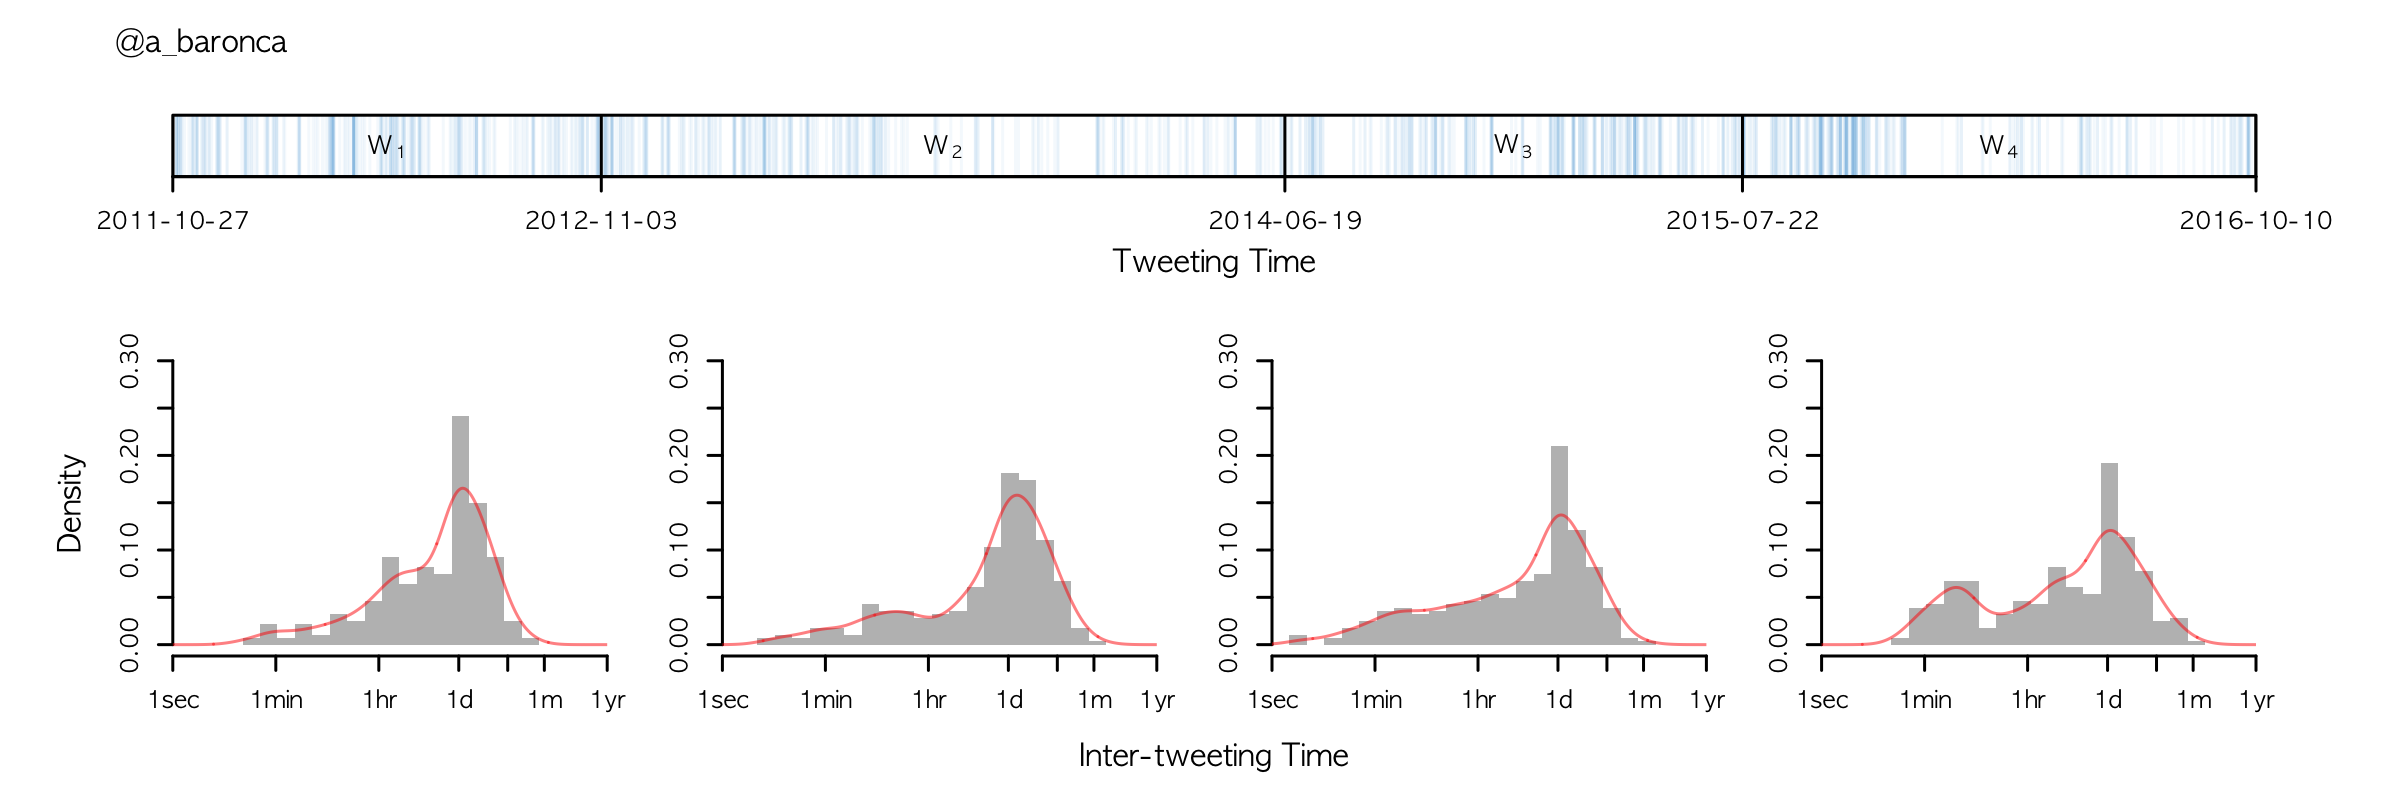 @a_baronca
W1 W2 W3 W4
2011-10-27 2012-11-03 2014-06-19 2015-07-22 2016-10-10
Tweeting Time
Density
0.00 0.10 0.20 0.30
1sec 1min 1hr 1d 1m 1yr
0.00 0.10 0.20 0.30
1sec 1min 1hr 1d 1m 1yr
0.00 0.10 0.20 0.30
1sec 1min 1hr 1d 1m 1yr
0.00 0.10 0.20 0.30
1sec 1min 1hr 1d 1m 1yr
Inter-tweeting Time